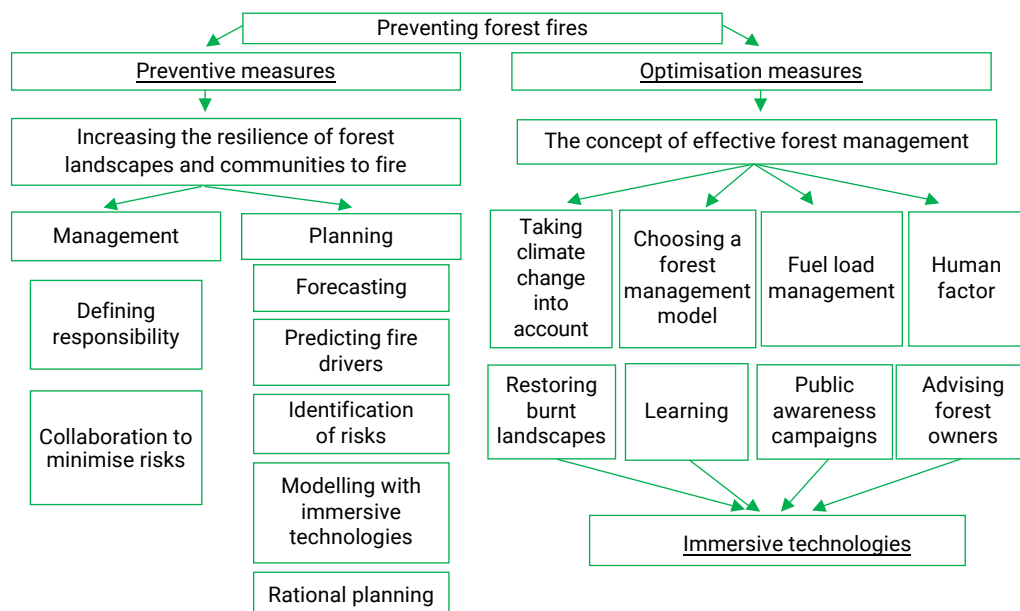 Preventing forest fires
Preventive measures
Optimisation measures
Increasing the resilience of forest
landscapes and communities to fire
The concept of effective forest management
Management
Planning
Defining
responsibility
Collaboration to
minimise risks
Forecasting
Predicting fire
drivers
Identification
of risks
Modelling with
immersive
technologies
Rational planning
Taking
climate
change
into
account
Choosing a
forest
management
model
Fuel load
management
Human
factor
Restoring
burnt
landscapes
Learning
Public
awareness
campaigns
Advising
forest
owners
Immersive technologies